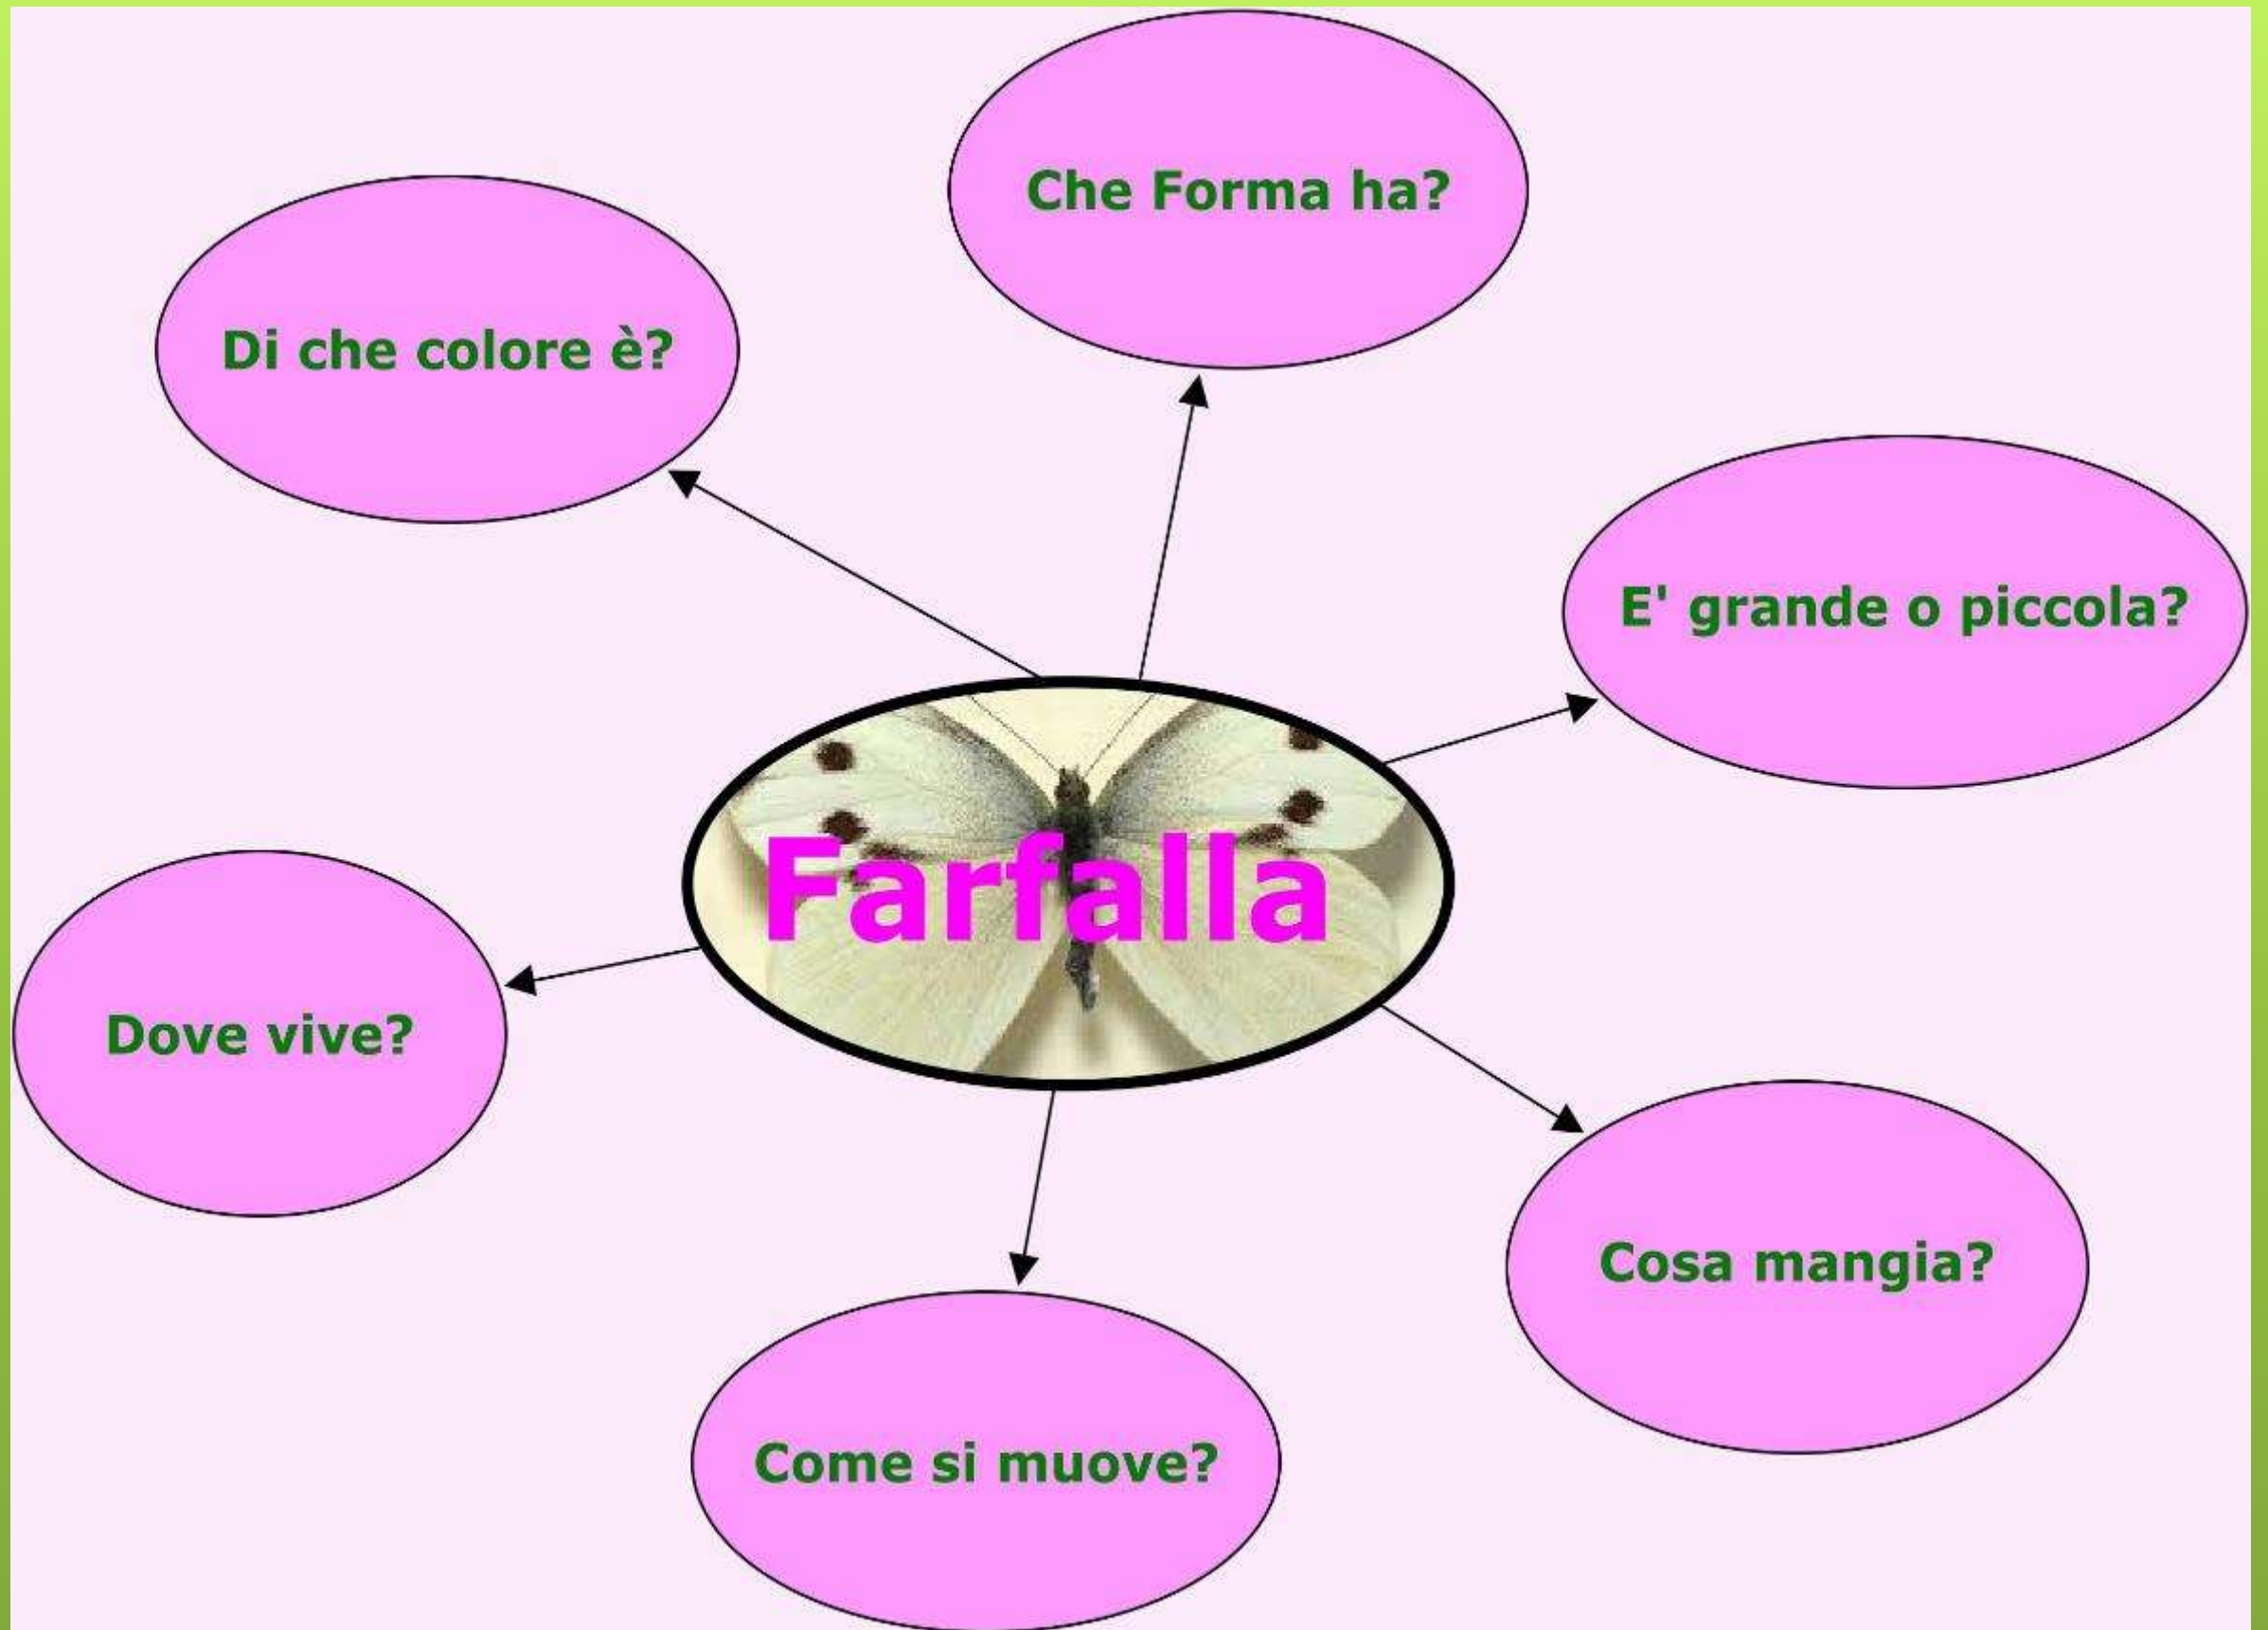 Che Forma ha?
Di che colore è?
E' grande o piccola?
Farfalla
Dove vive?
Cosa mangia?
Come si muove?